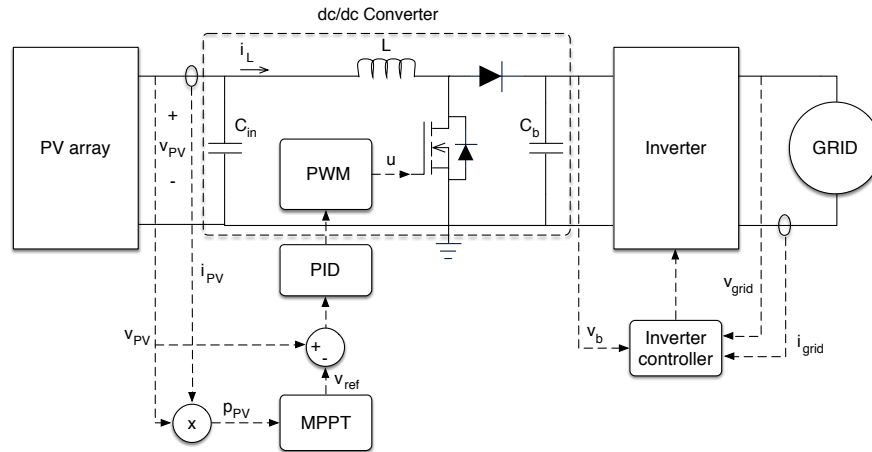 dc/dc Converter
i_L
L
PV array
+
v_PV
-
C_in
PWM
u
C_b
Inverter
GRID
i_PV
PID
v_grid
v_PV
+
-
v_b
Inverter
controller
i_grid
v_ref
x
p_PV
MPPT